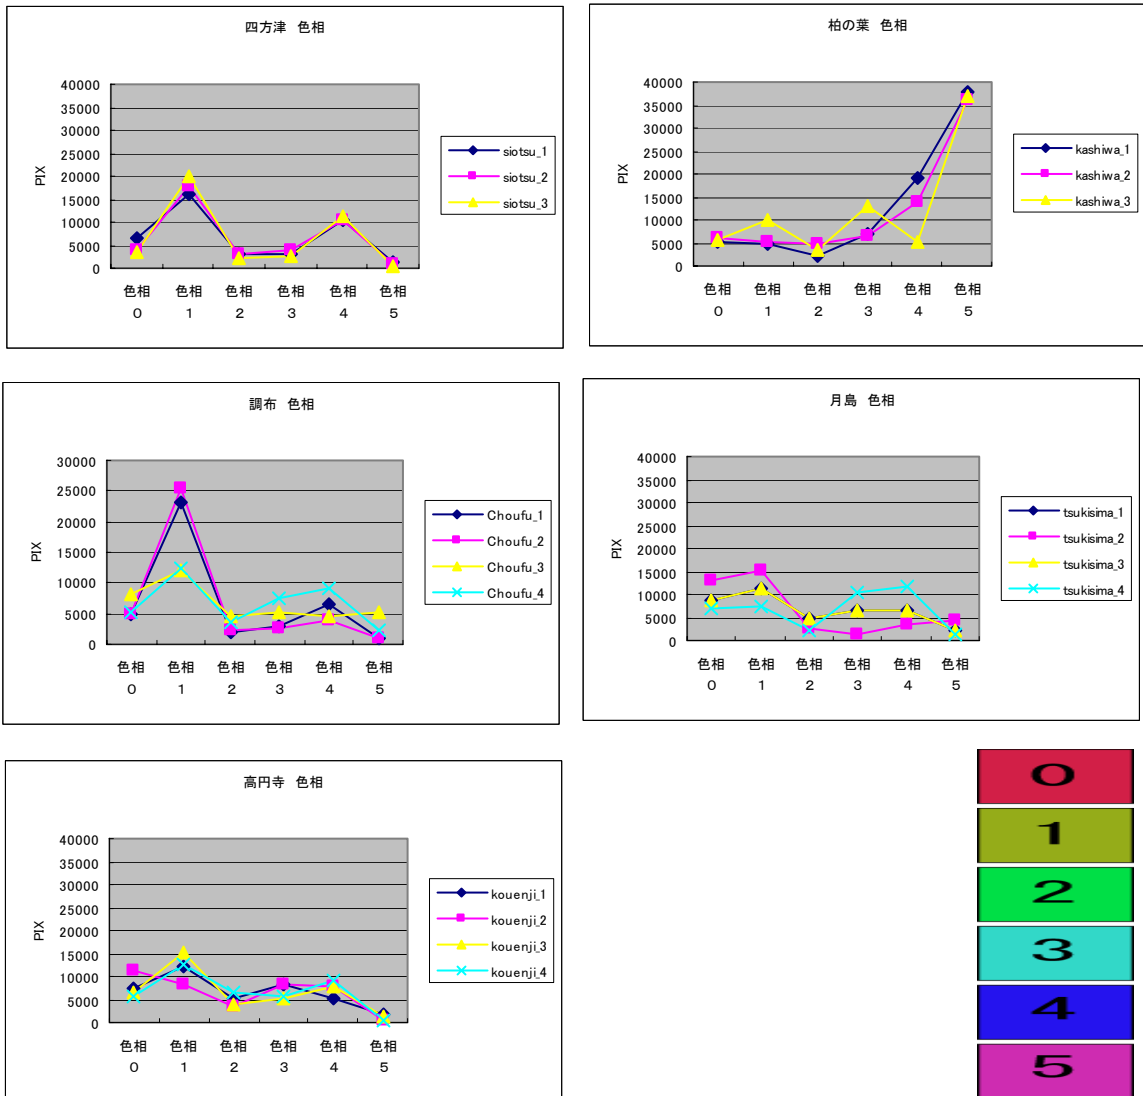 四方津 色相
40000
35000
30000
25000
20000
15000
10000
5000
0
PIX
色相 色相 色相 色相 色相 色相
0 1 2 3 4 5
siotsu_1
siotsu_2
siotsu_3
柏の葉 色相
40000
35000
30000
25000
20000
15000
10000
5000
0
PIX
色相 色相 色相 色相 色相 色相
0 1 2 3 4 5
kashiwa_1
kashiwa_2
kashiwa_3
調布 色相
30000
25000
20000
15000
10000
5000
0
PIX
色相 色相 色相 色相 色相 色相
0 1 2 3 4 5
Choufu_1
Choufu_2
Choufu_3
Choufu_4
月島 色相
40000
35000
30000
25000
20000
15000
10000
5000
0
PIX
色相 色相 色相 色相 色相 色相
0 1 2 3 4 5
tsukisima_1
tsukisima_2
tsukisima_3
tsukisima_4
高円寺 色相
40000
35000
30000
25000
20000
15000
10000
5000
0
PIX
色相 色相 色相 色相 色相 色相
0 1 2 3 4 5
kouenji_1
kouenji_2
kouenji_3
kouenji_4
0
1
2
3
4
5